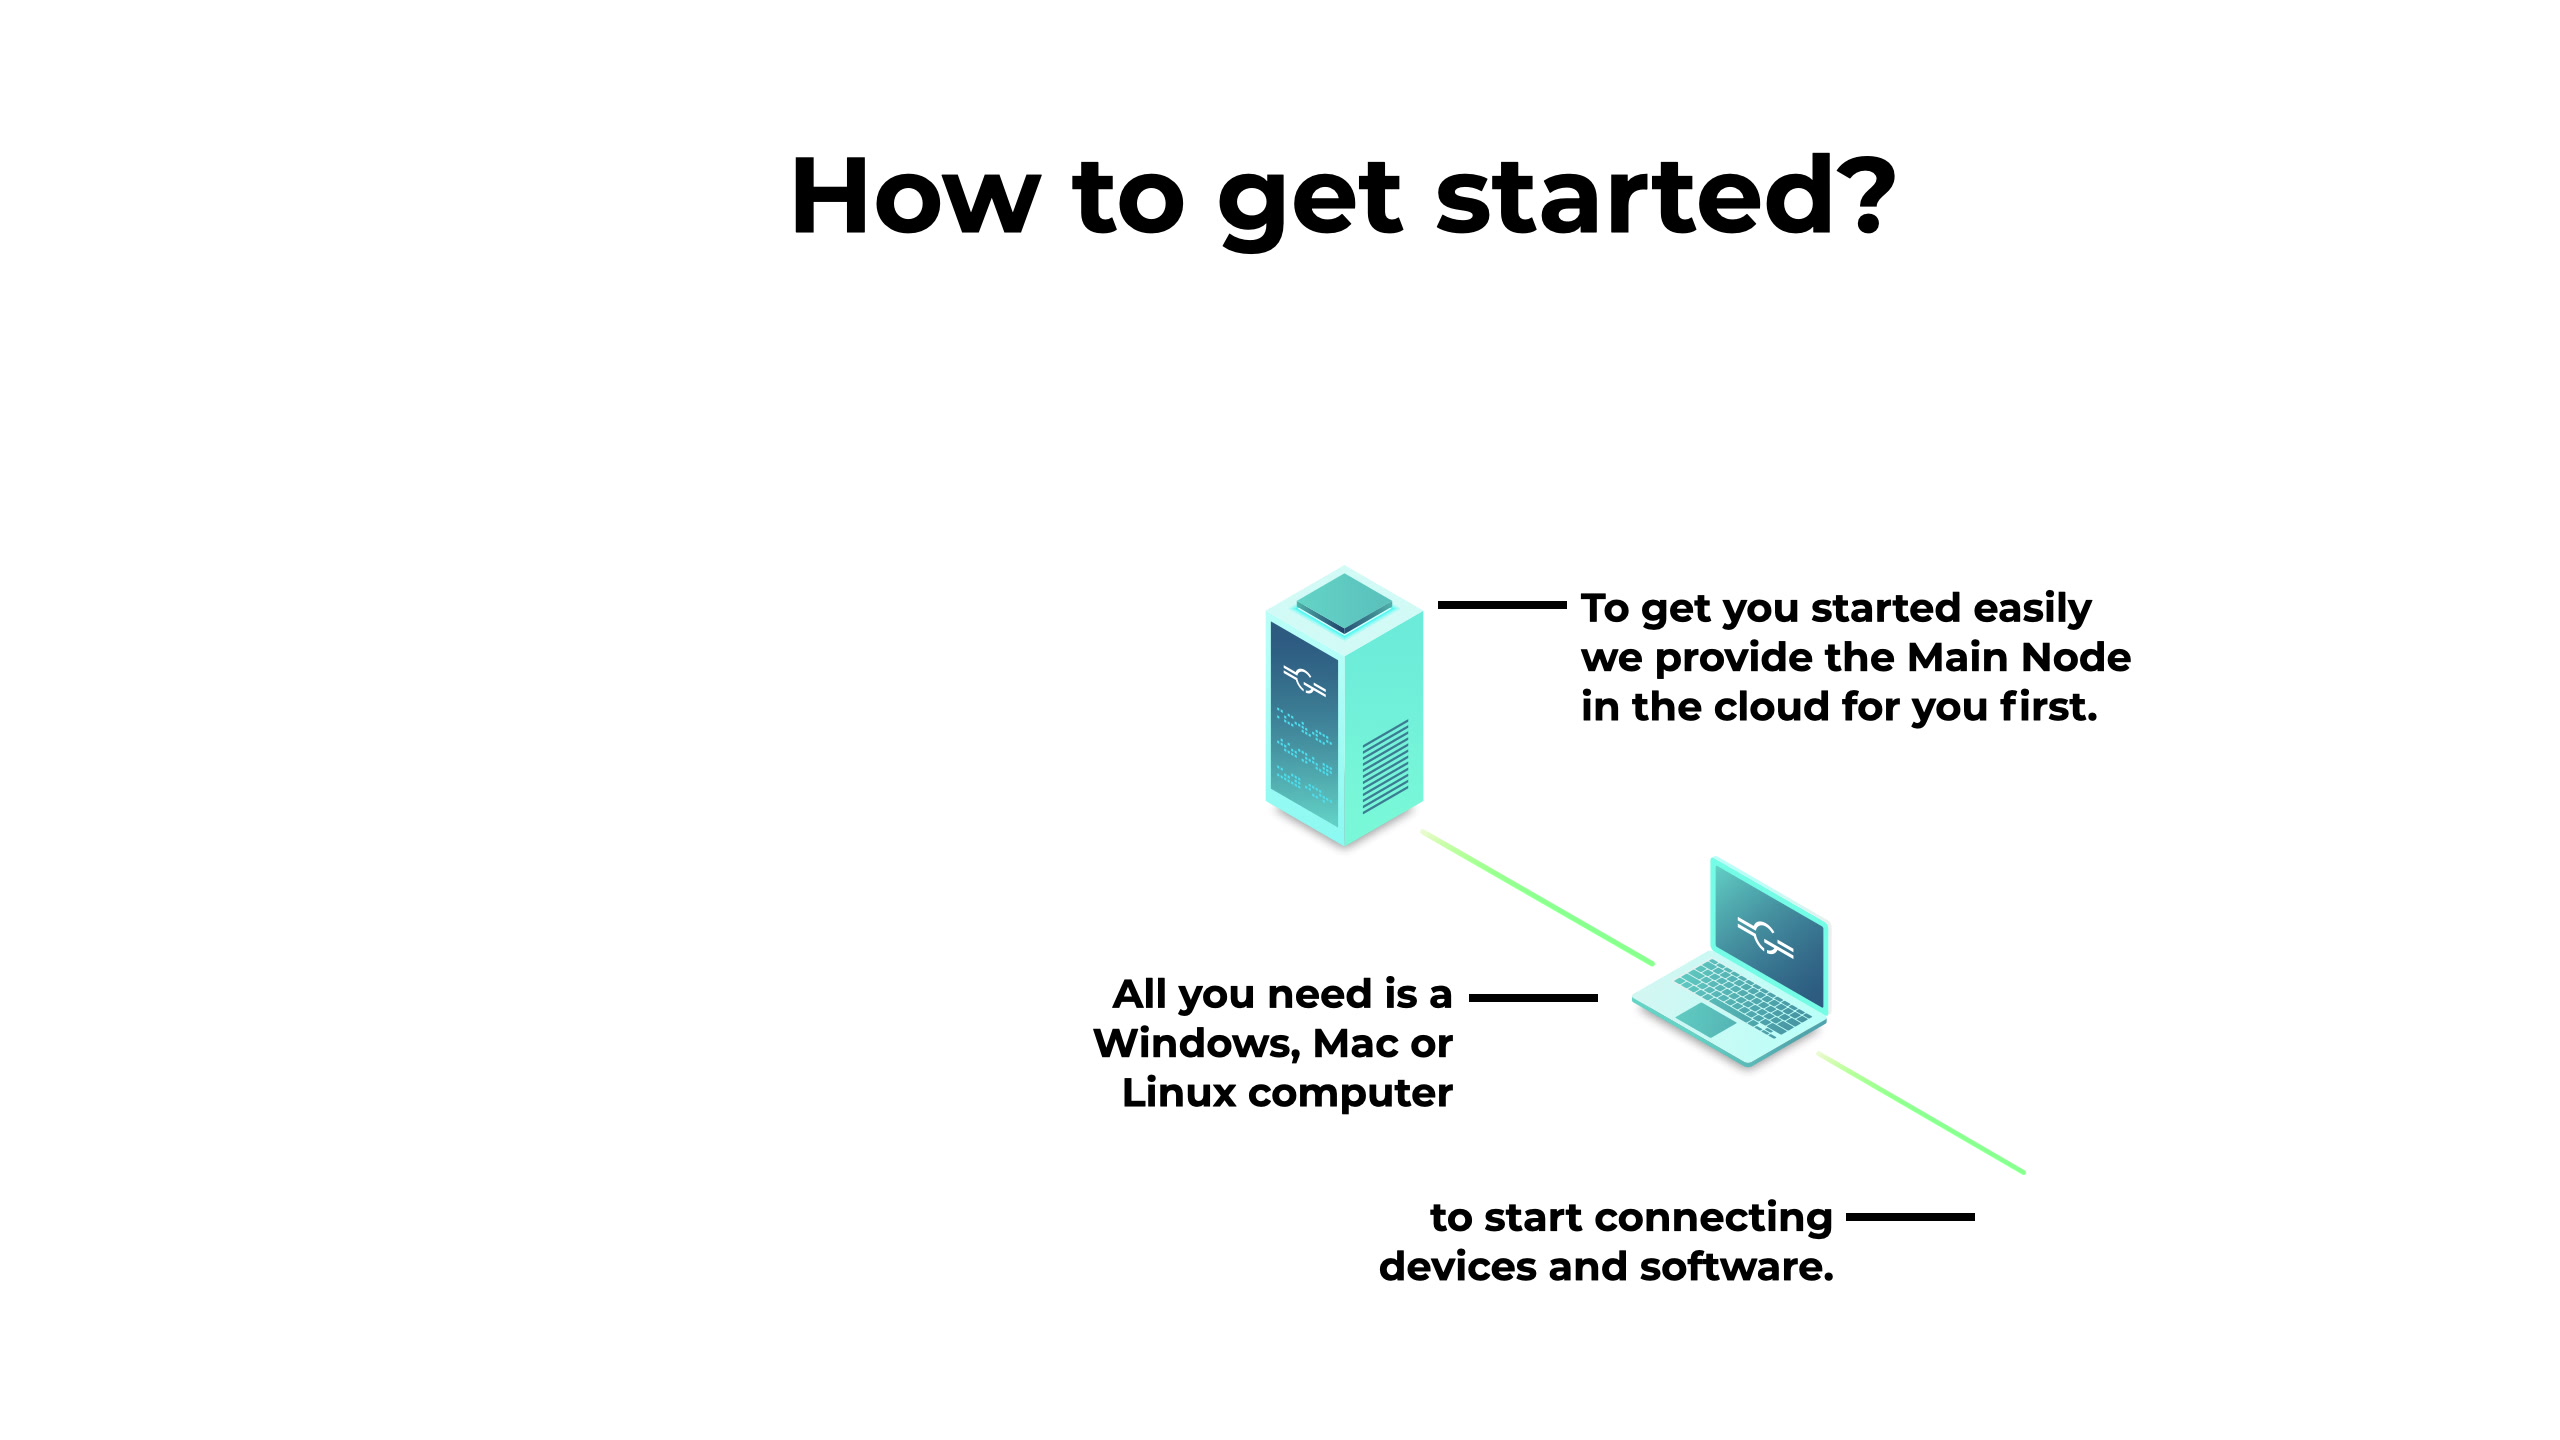 How to get started?
To get you started easily
we provide the Main Node
in the cloud for you first.
All you need is a
Windows, Mac or
Linux computer
to start connecting
devices and software.